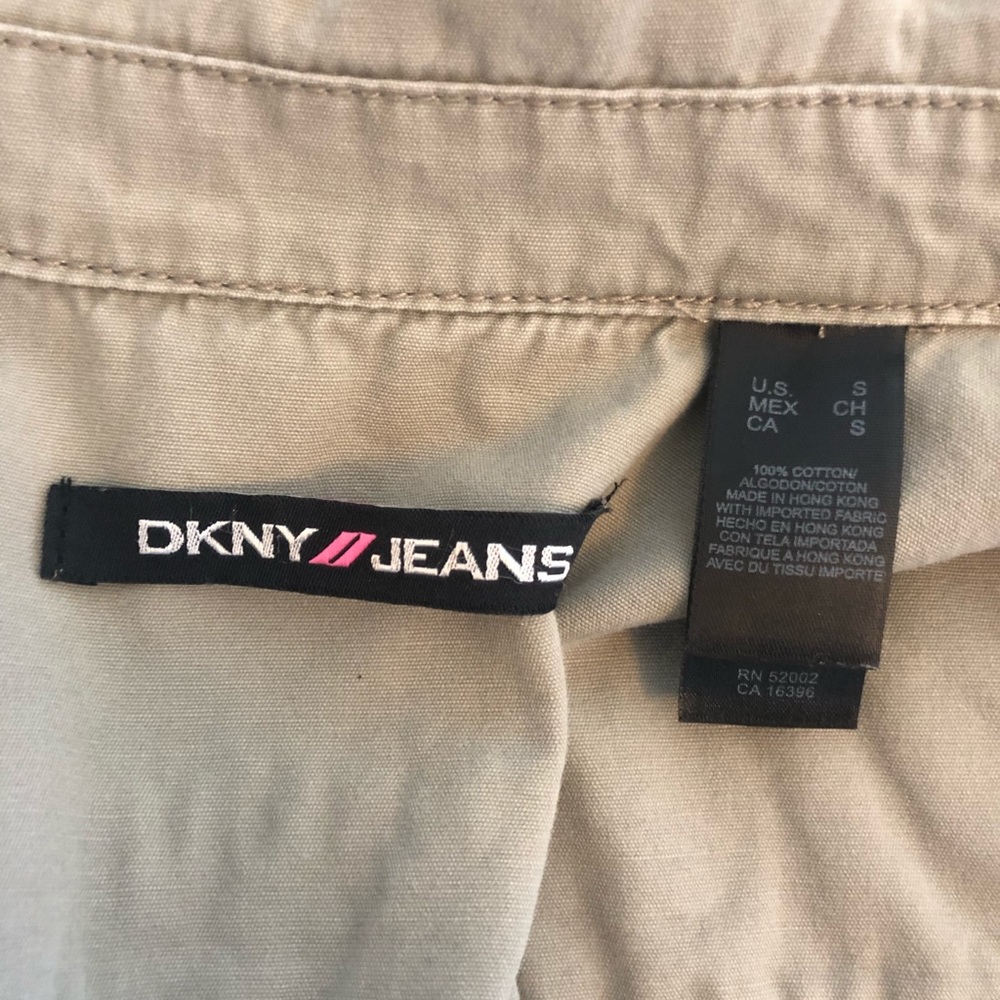 DKNY//JEANS
U.S. S
MEX CH
CA S
100% COTTON/
ALGODON/COTON
MADE IN HONG KONG
WITH IMPORTED FABRIC
HECHO EN HONG KONG
CON TELA IMPORTADA
FABRIQUE A HONG KONG
AVEC DU TISSU IMPORTE
RN 52002
CA 16396